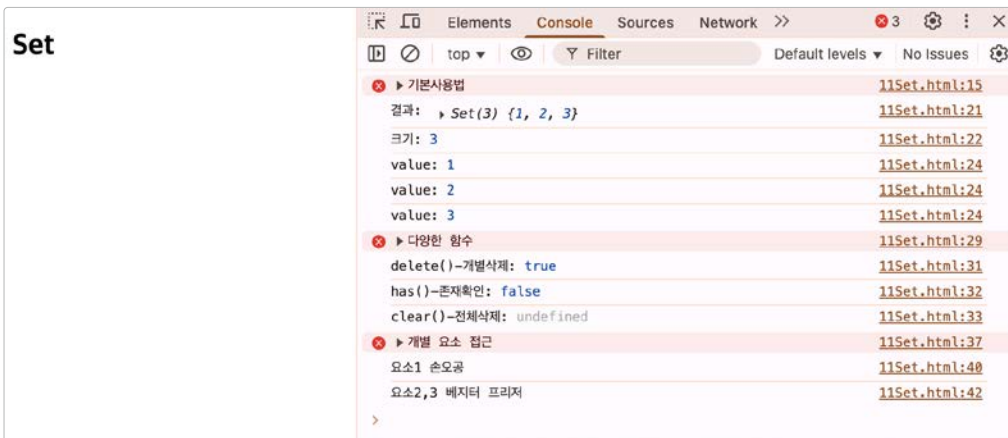 Set
Elements Console Sources Network >> 3
top ▼ Filter Default levels ▼ No Issues
▶ 기본사용법 11Set.html:15
결과: ▶ Set(3) {1, 2, 3} 11Set.html:21
크기: 3 11Set.html:22
value: 1 11Set.html:24
value: 2 11Set.html:24
value: 3 11Set.html:24
▶ 다양한 함수 11Set.html:29
delete()-개별삭제: true 11Set.html:31
has()-존재확인: false 11Set.html:32
clear()-전체삭제: undefined 11Set.html:33
▶ 개별 요소 접근 11Set.html:37
요소1 손오공 11Set.html:40
요소2,3 베지터 프리저 11Set.html:42
>